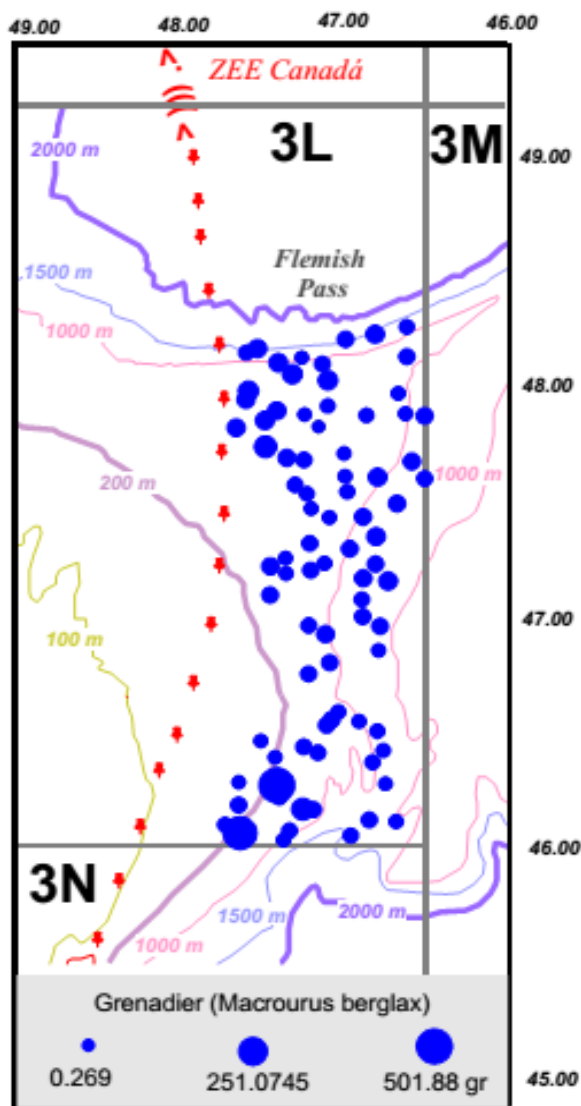 49.00 48.00 47.00 46.00
ZEE Canadá
3L 3M
2000 m
49.00
Flemish
Pass
1500 m
1000 m
48.00
200 m
1000 m
100 m
47.00
46.00
3N
1500 m
2000 m
1000 m
Grenadier (Macrourus berglax)
0.269 251.0745 501.88 gr
45.00